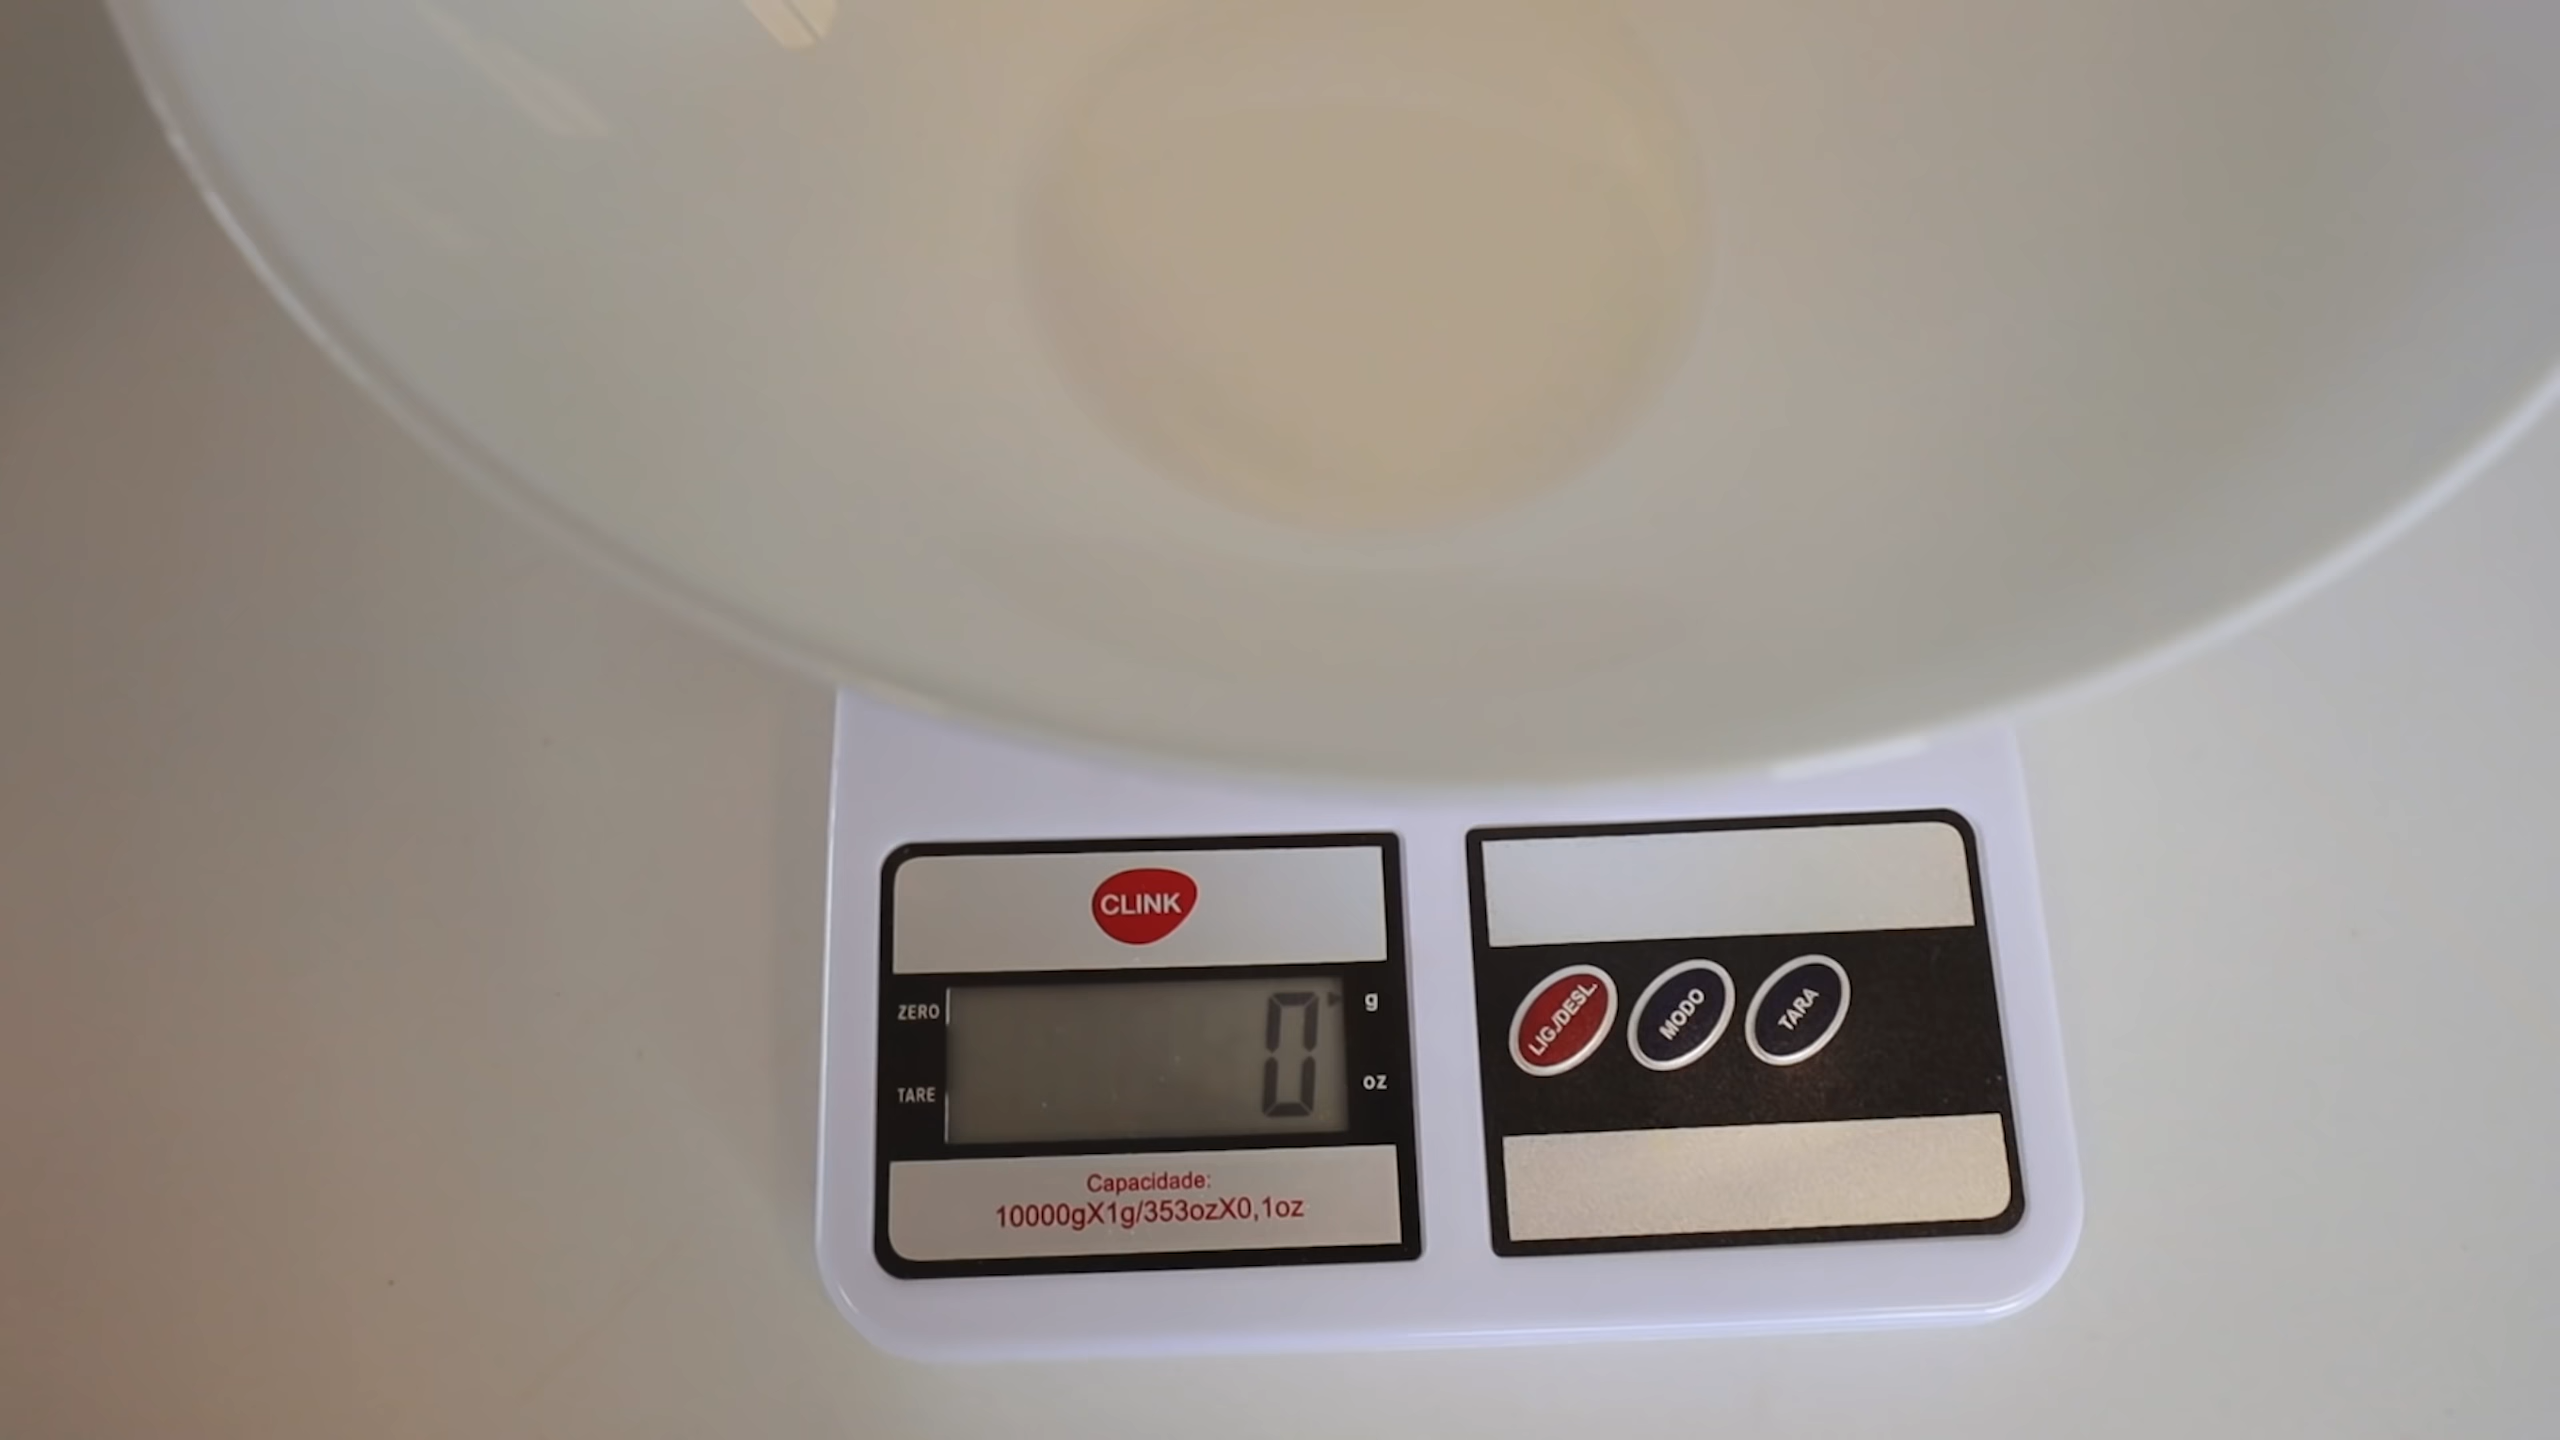 CLINK
ZERO
g
0
TARE
oz
Capacidade:
10000gX1g/353ozX0,1oz
LIG./DESL.
MODO
TARA